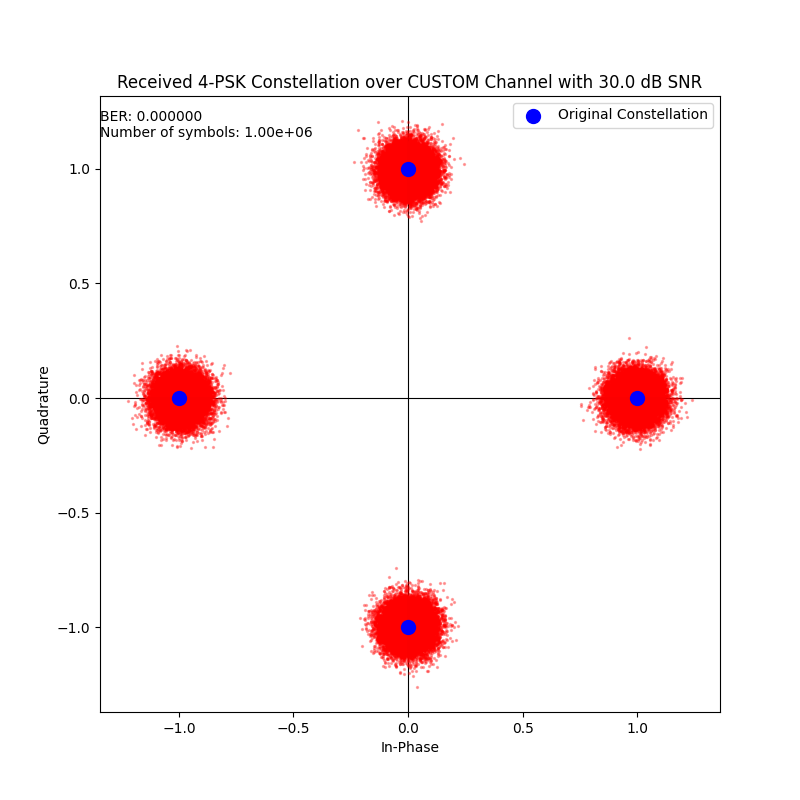 Received 4-PSK Constellation over CUSTOM Channel with 30.0 dB SNR
BER: 0.000000
Number of symbols: 1.00e+06
Original Constellation
1.0
0.5
0.0
−0.5
−1.0
Quadrature
−1.0
−0.5
0.0
0.5
1.0
In-Phase